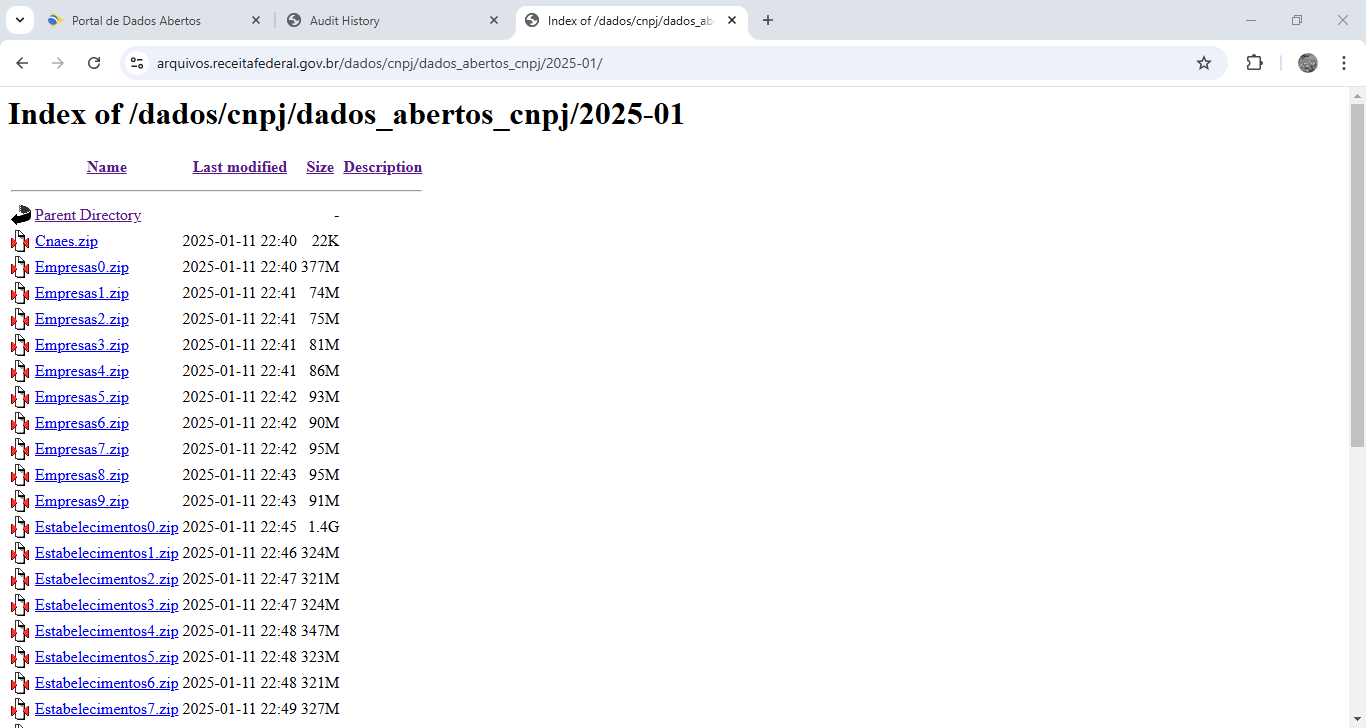 Portal de Dados Abertos
Audit History
Index of /dados/cnpj/dados_ab
arquivos.receitafederal.gov.br/dados/cnpj/dados_abertos_cnpj/2025-01/
Index of /dados/cnpj/dados_abertos_cnpj/2025-01
Name Last modified Size Description
Parent Directory -
Cnaes.zip 2025-01-11 22:40 22K
Empresas0.zip 2025-01-11 22:40 377M
Empresas1.zip 2025-01-11 22:41 74M
Empresas2.zip 2025-01-11 22:41 75M
Empresas3.zip 2025-01-11 22:41 81M
Empresas4.zip 2025-01-11 22:41 86M
Empresas5.zip 2025-01-11 22:42 93M
Empresas6.zip 2025-01-11 22:42 90M
Empresas7.zip 2025-01-11 22:42 95M
Empresas8.zip 2025-01-11 22:43 95M
Empresas9.zip 2025-01-11 22:43 91M
Estabelecimentos0.zip 2025-01-11 22:45 1.4G
Estabelecimentos1.zip 2025-01-11 22:46 324M
Estabelecimentos2.zip 2025-01-11 22:47 321M
Estabelecimentos3.zip 2025-01-11 22:47 324M
Estabelecimentos4.zip 2025-01-11 22:48 347M
Estabelecimentos5.zip 2025-01-11 22:48 323M
Estabelecimentos6.zip 2025-01-11 22:48 321M
Estabelecimentos7.zip 2025-01-11 22:49 327M